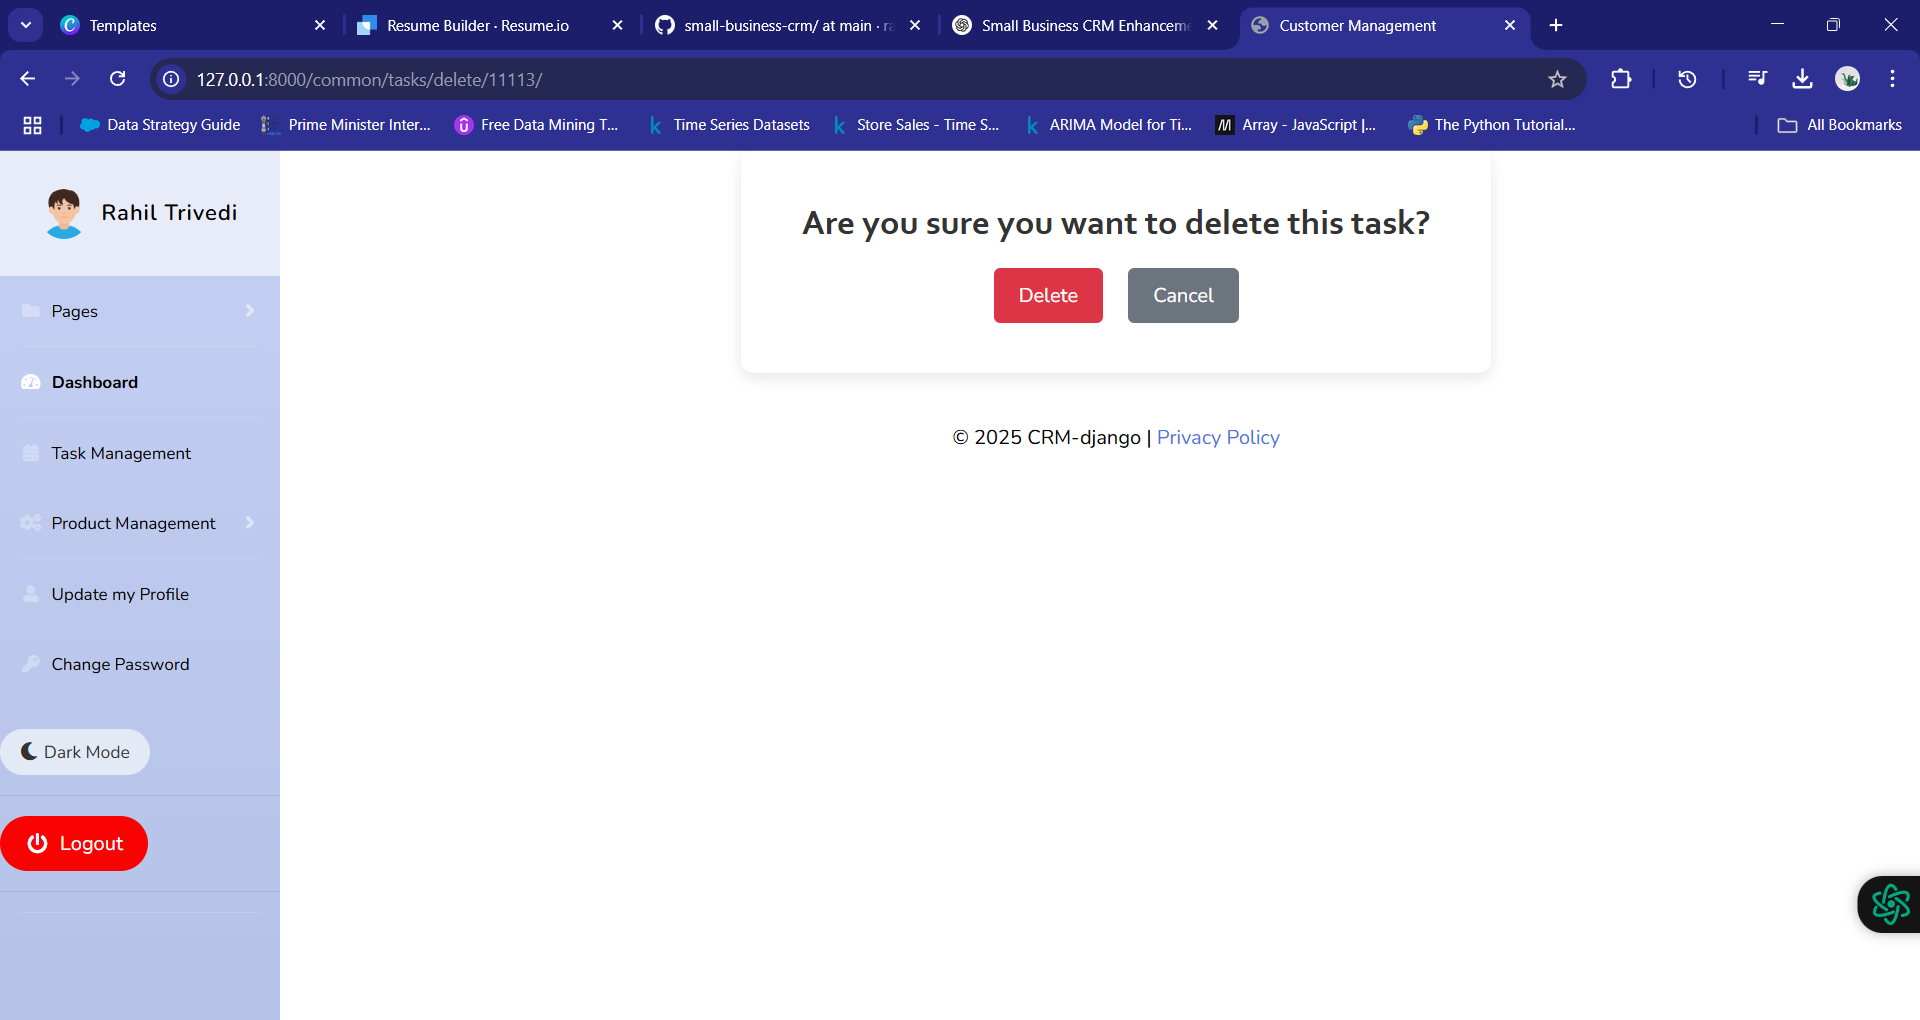 Templates
Resume Builder · Resume.io
small-business-crm/ at main · ra
Small Business CRM Enhanceme
Customer Management
127.0.0.1:8000/common/tasks/delete/11113/
Data Strategy Guide
Prime Minister Inter...
Free Data Mining T...
Time Series Datasets
Store Sales - Time S...
ARIMA Model for Ti...
Array - JavaScript |...
The Python Tutorial...
All Bookmarks
Rahil Trivedi
Pages
Dashboard
Task Management
Product Management
Update my Profile
Change Password
Dark Mode
Logout
Are you sure you want to delete this task?
Delete
Cancel
© 2025 CRM-django | Privacy Policy